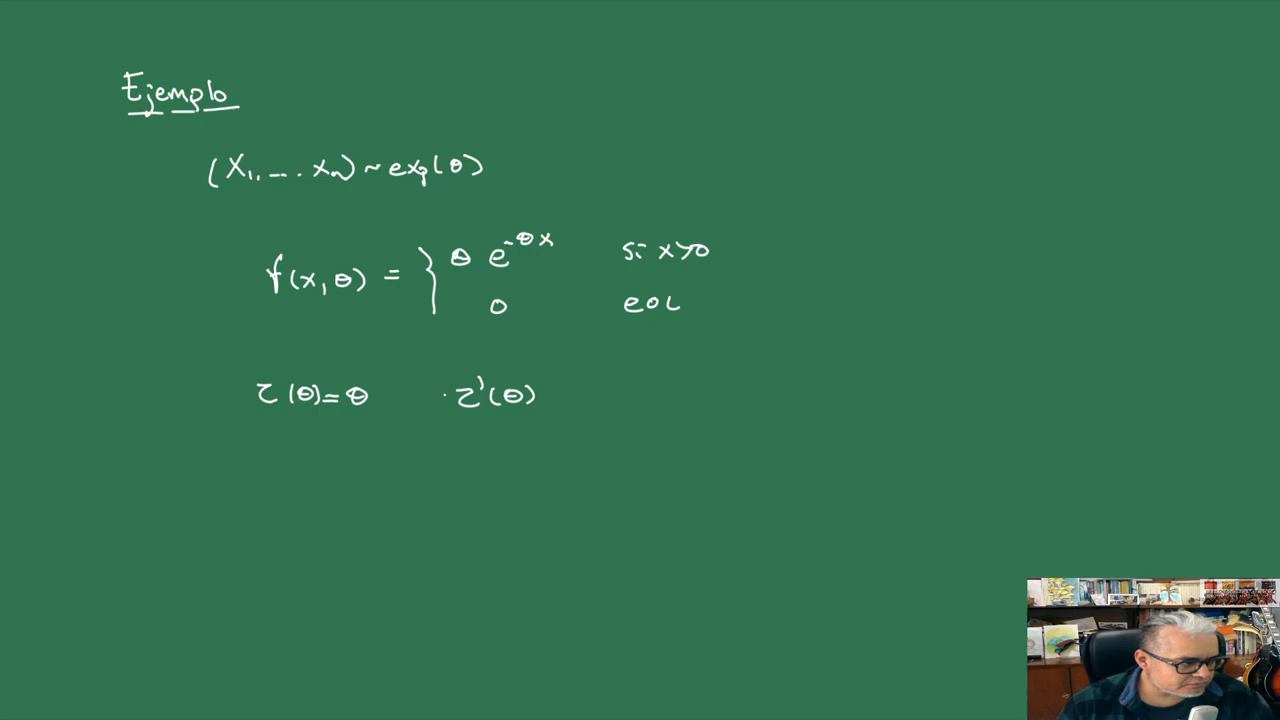 Ejemplo
(X1, .... xn) ~ exp(θ)
f(x, θ) = { θ e^-θx si x>0
0 eoc
τ(θ) = θ · τ'(θ)